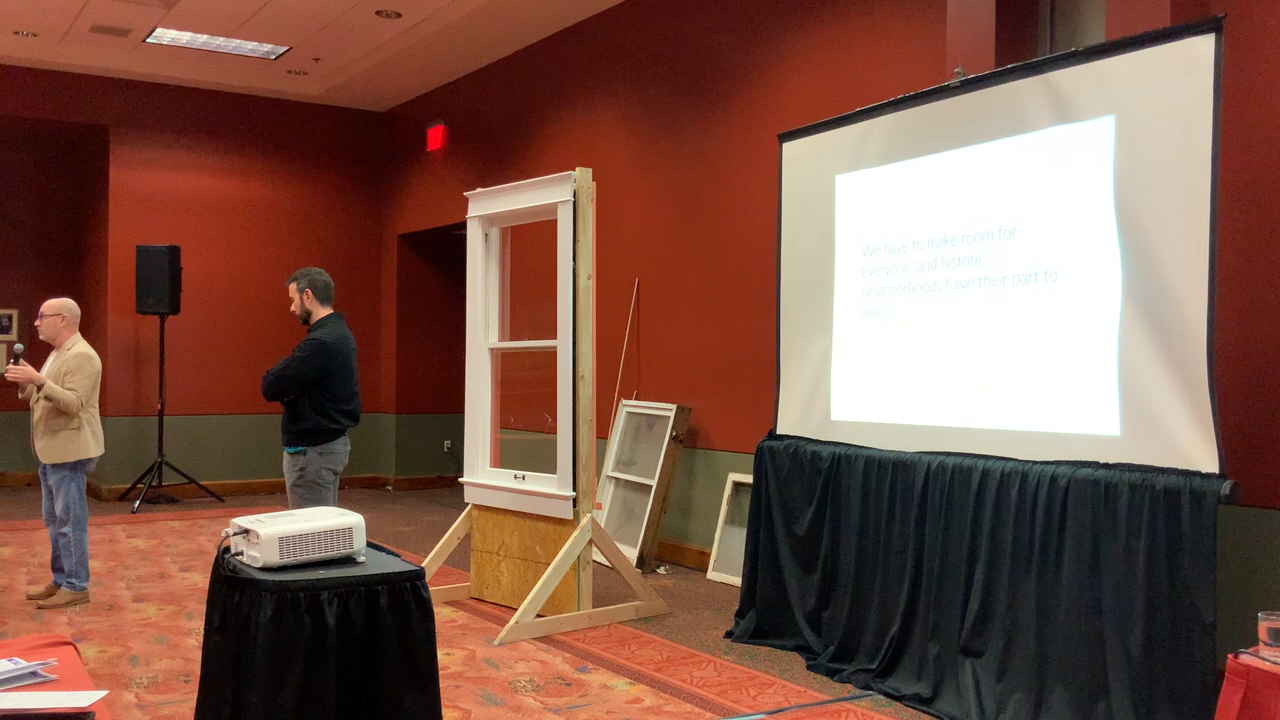 We have to make room for
everyone, and historic
neighborhoods have their part to
play.